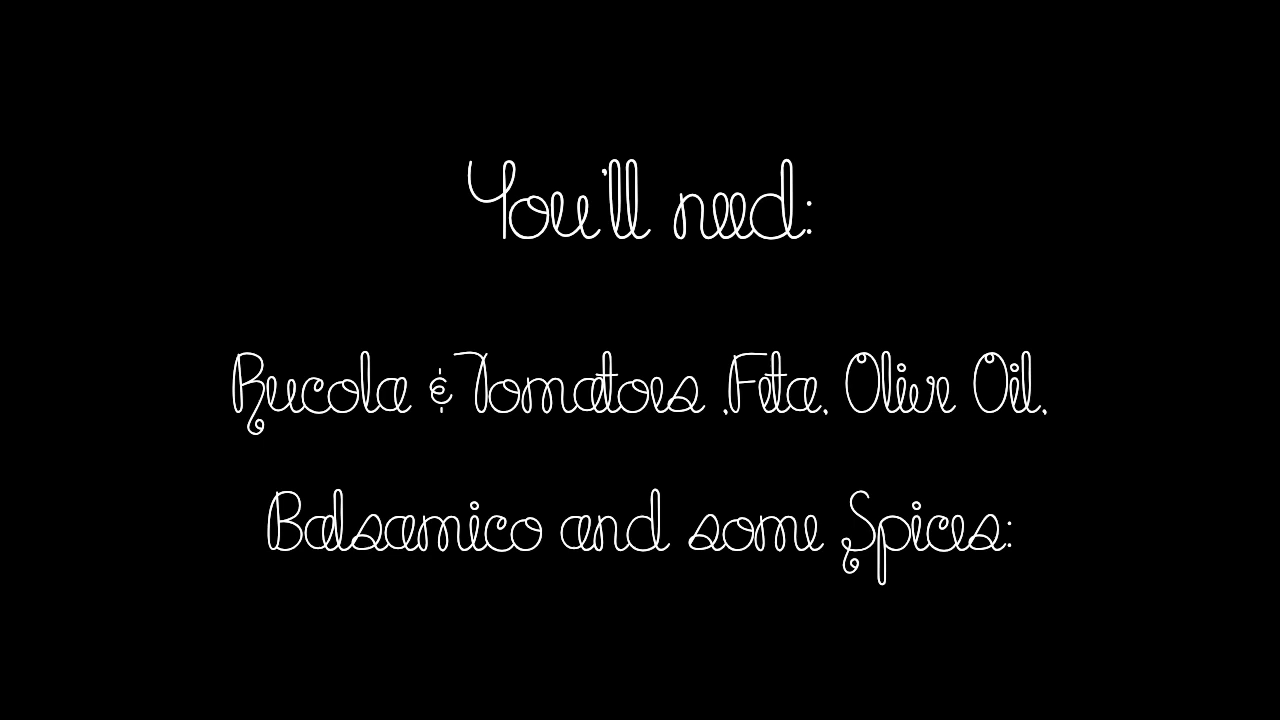 You'll need:
Rucola & Tomatoes ,Feta, Olive Oil,
Balsamico and some Spices: